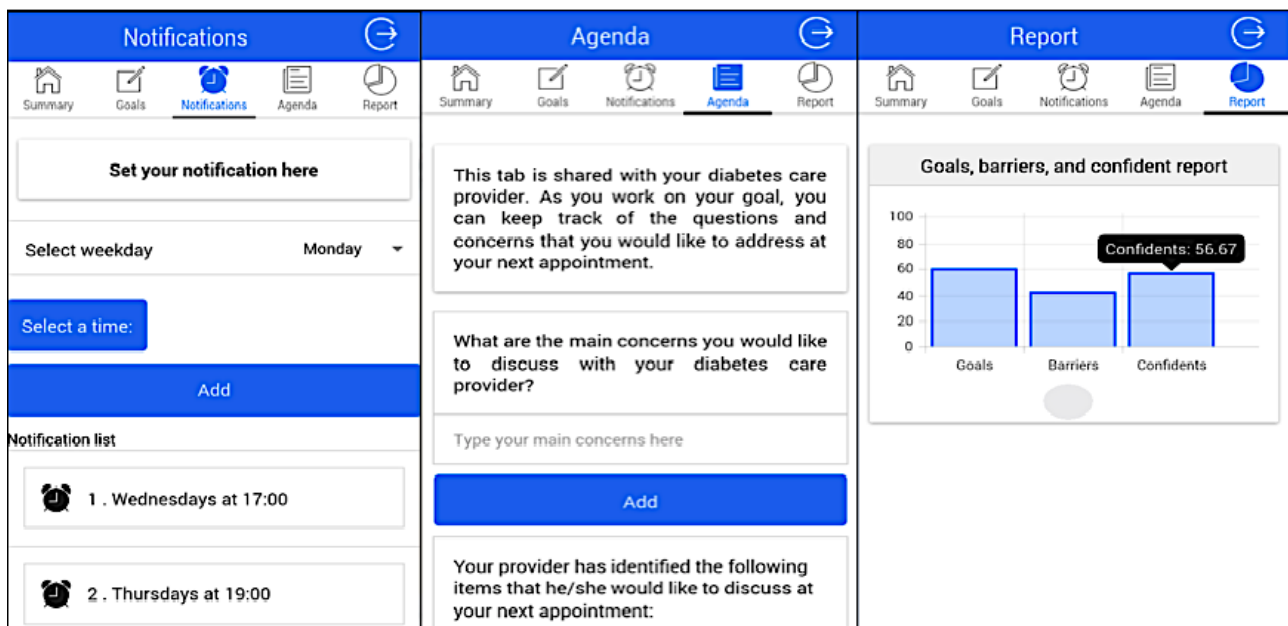 Notifications
Summary Goals Notifications Agenda Report
Set your notification here
Select weekday Monday
Select a time:
Add
Notification list
1 . Wednesdays at 17:00
2 . Thursdays at 19:00
Agenda
Summary Goals Notifications Agenda Report
This tab is shared with your diabetes care
provider. As you work on your goal, you
can keep track of the questions and
concerns that you would like to address at
your next appointment.
What are the main concerns you would like
to discuss with your diabetes care
provider?
Type your main concerns here
Add
Your provider has identified the following
items that he/she would like to discuss at
your next appointment:
Report
Summary Goals Notifications Agenda Report
Goals, barriers, and confident report
100
80
Confidents: 56.67
60
40
20
0
Goals Barriers Confidents